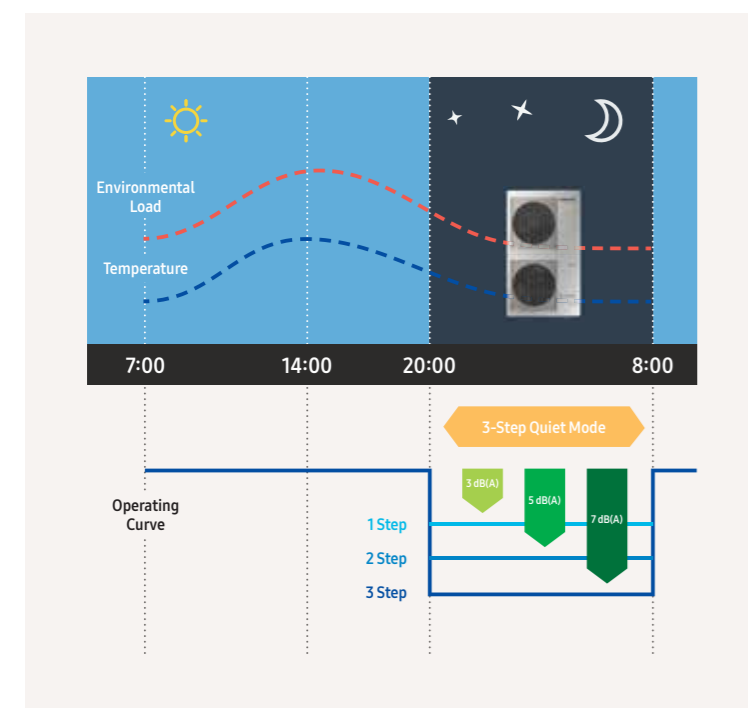 Environmental
Load
Temperature
7:00
14:00
20:00
8:00
3-Step Quiet Mode
3 dB(A)
5 dB(A)
7 dB(A)
Operating
Curve
1 Step
2 Step
3 Step